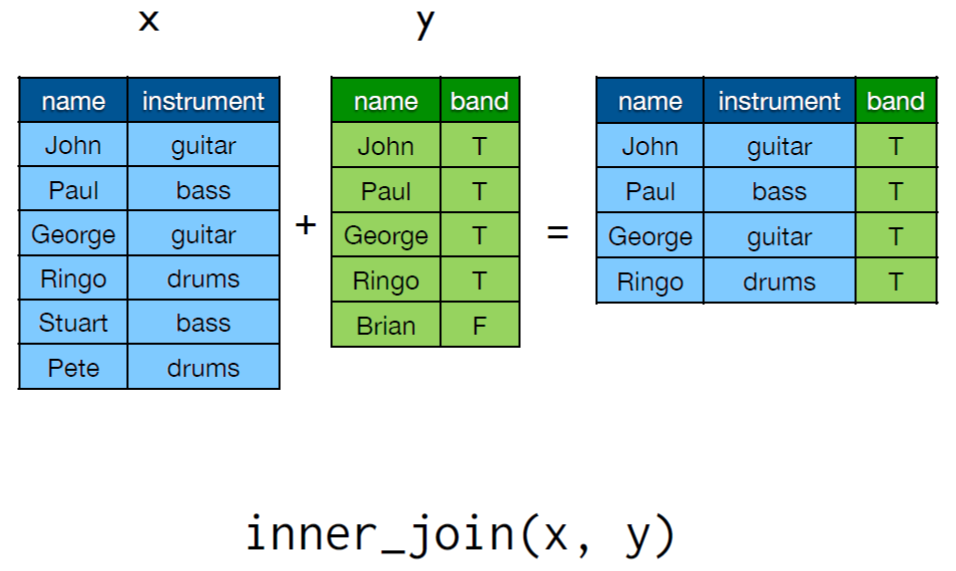 x y
name instrument name band name instrument band
John guitar John T John guitar T
Paul bass Paul T Paul bass T
George guitar + George T = George guitar T
Ringo drums Ringo T Ringo drums T
Stuart bass Brian F
Pete drums
inner_join(x, y)